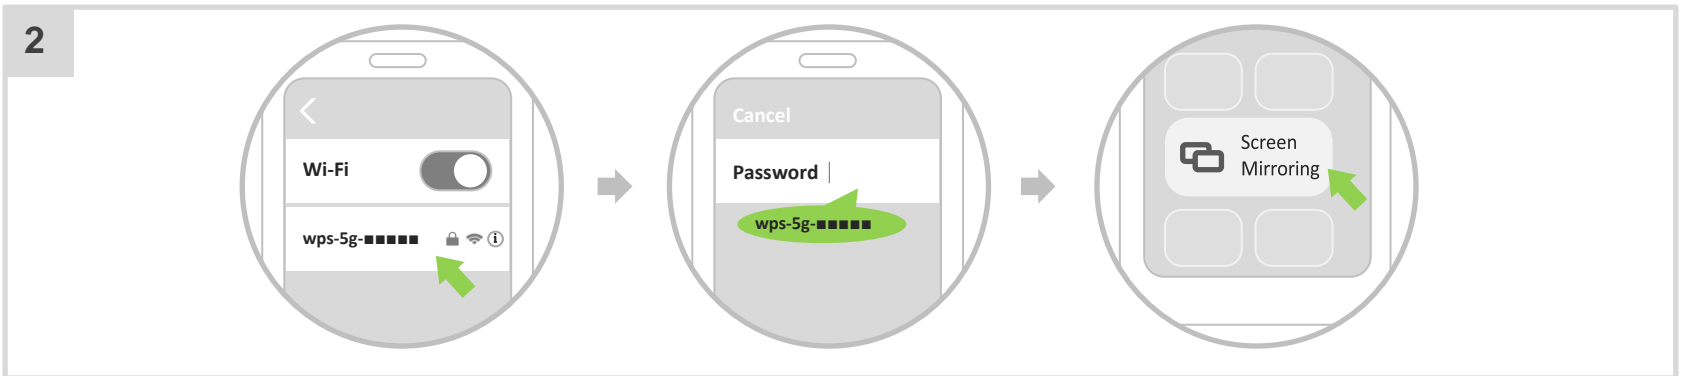 2
Wi-Fi
wps-5g-■■■■■
Cancel
Password
wps-5g-■■■■■
Screen
Mirroring